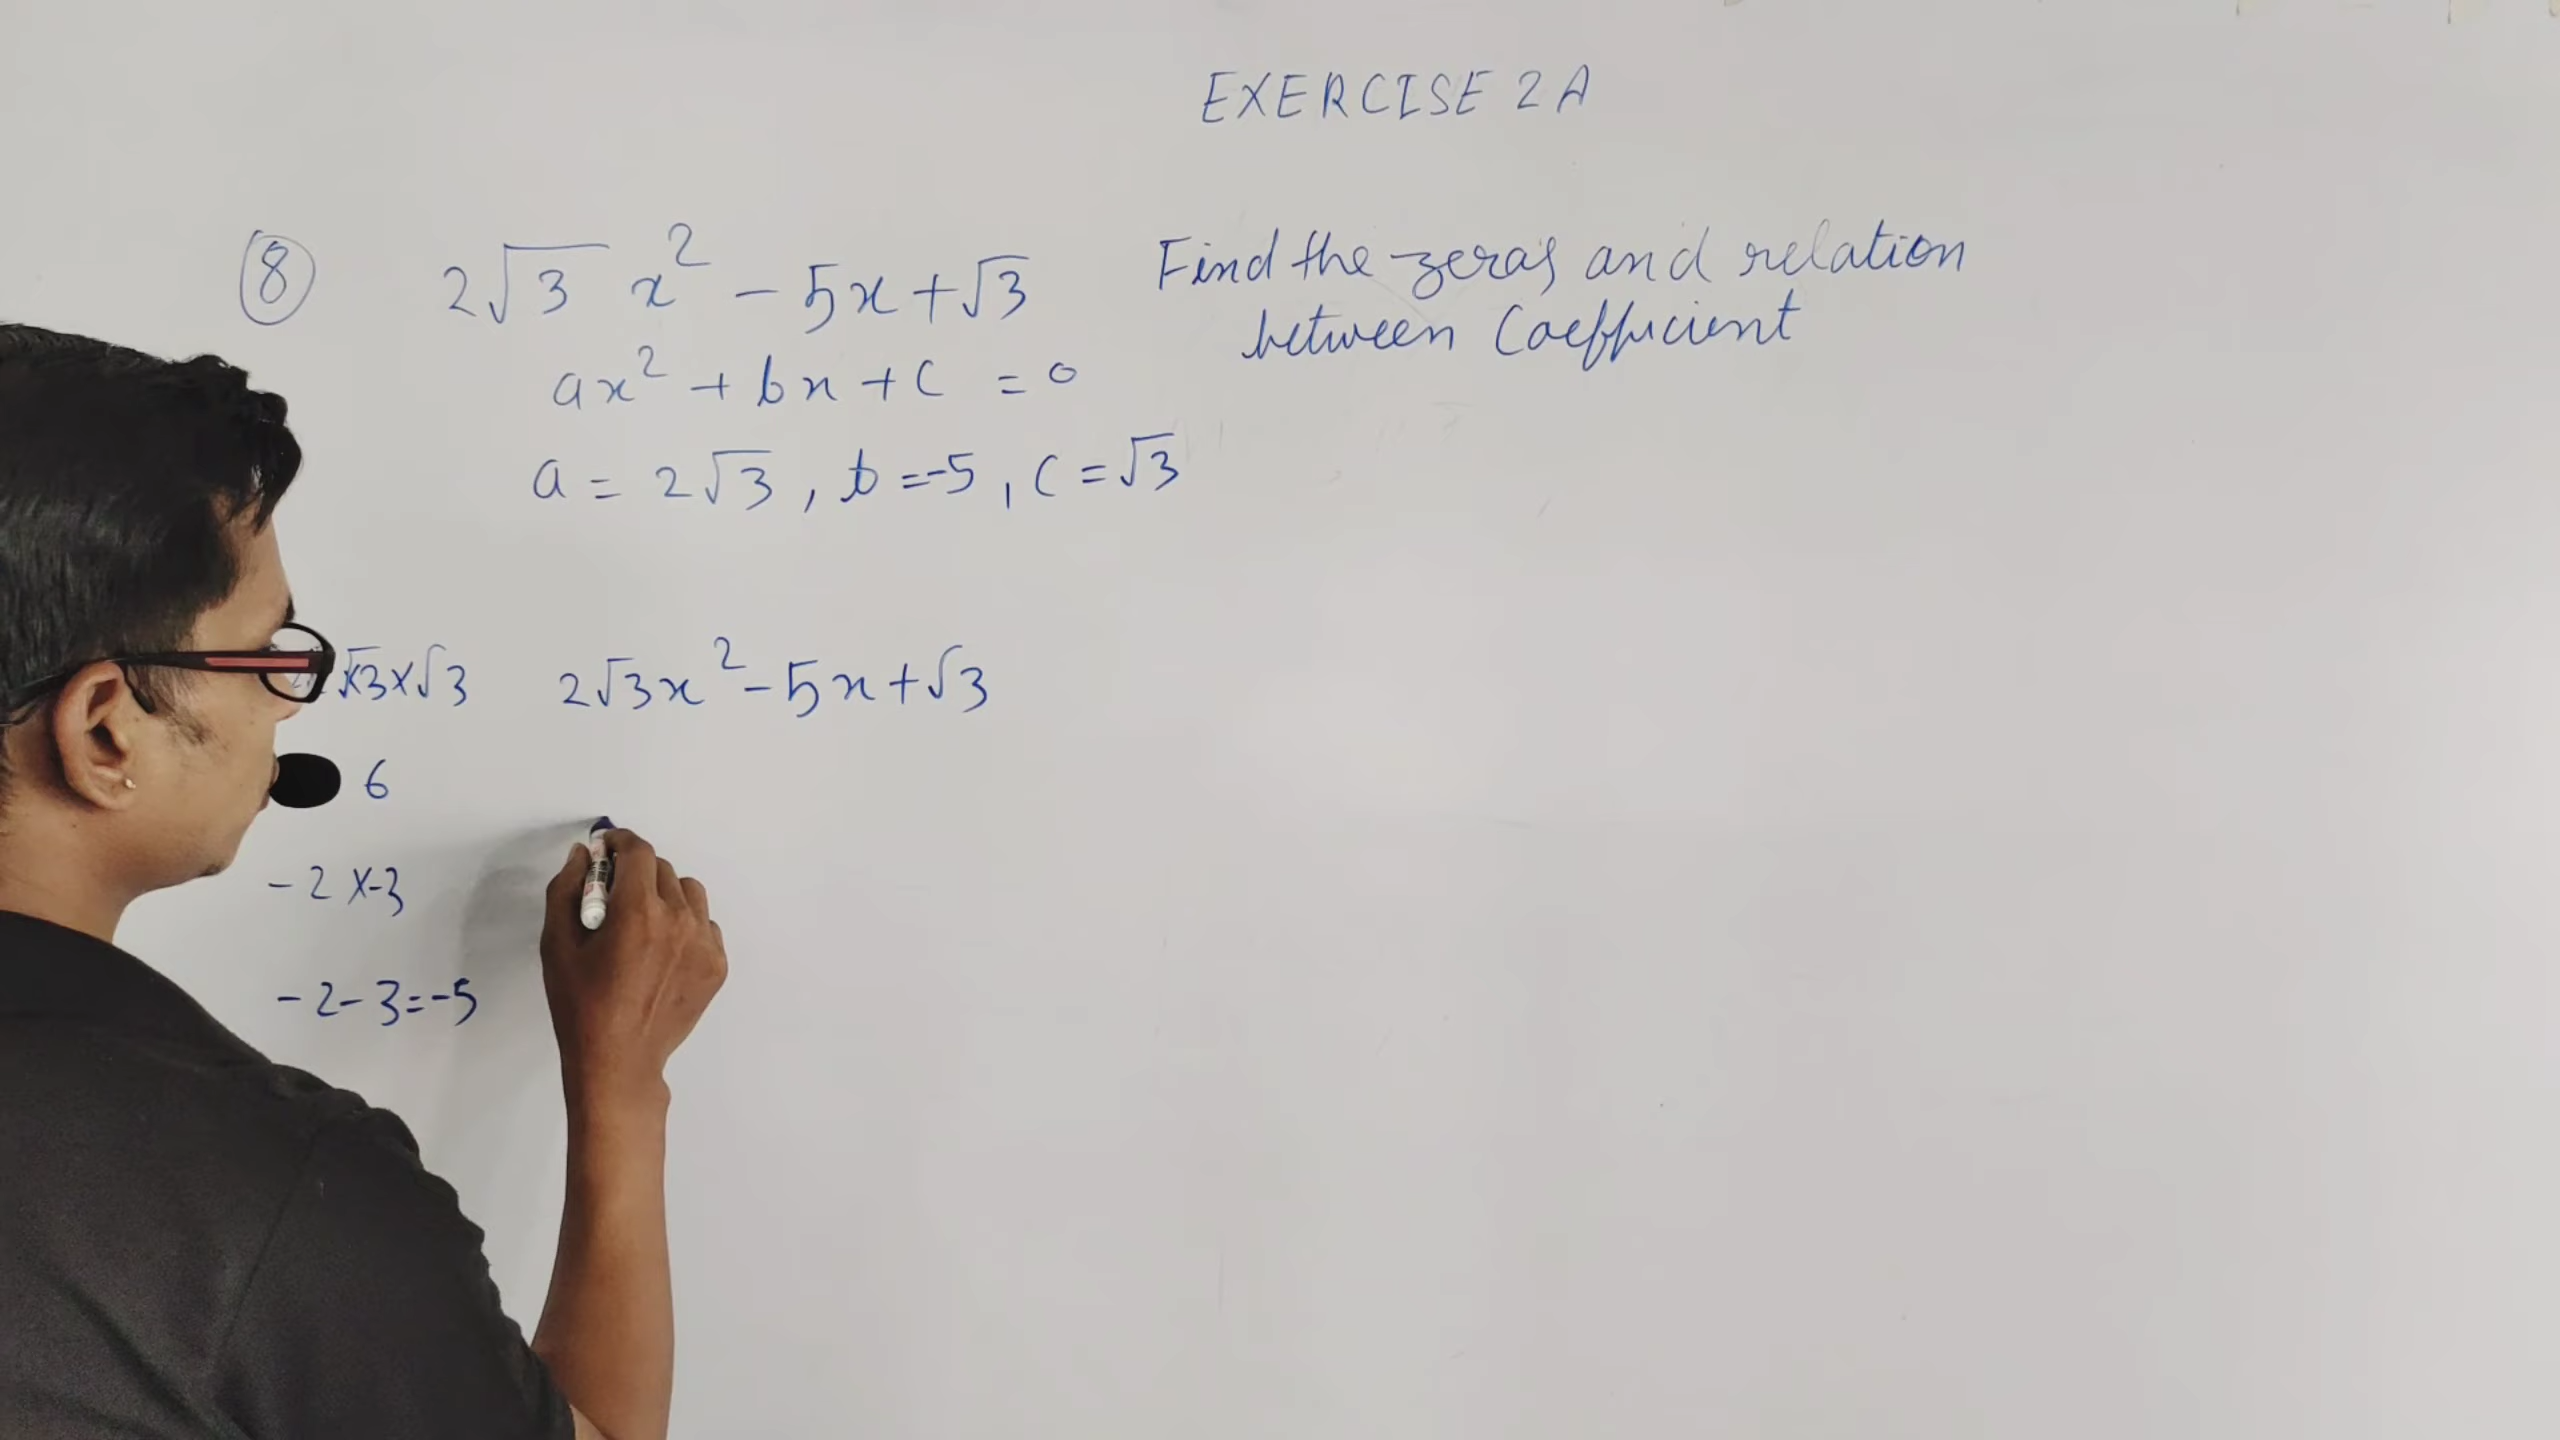 EXERCISE 2A
⑧ 2√3 x² - 5x + √3
Find the zeras and relation
between Coefficient
ax² + bx + c = 0
a = 2√3 , b = -5 , c = √3
√3 x √3
2√3x² - 5x + √3
6
- 2 x - 3
- 2 - 3 = - 5